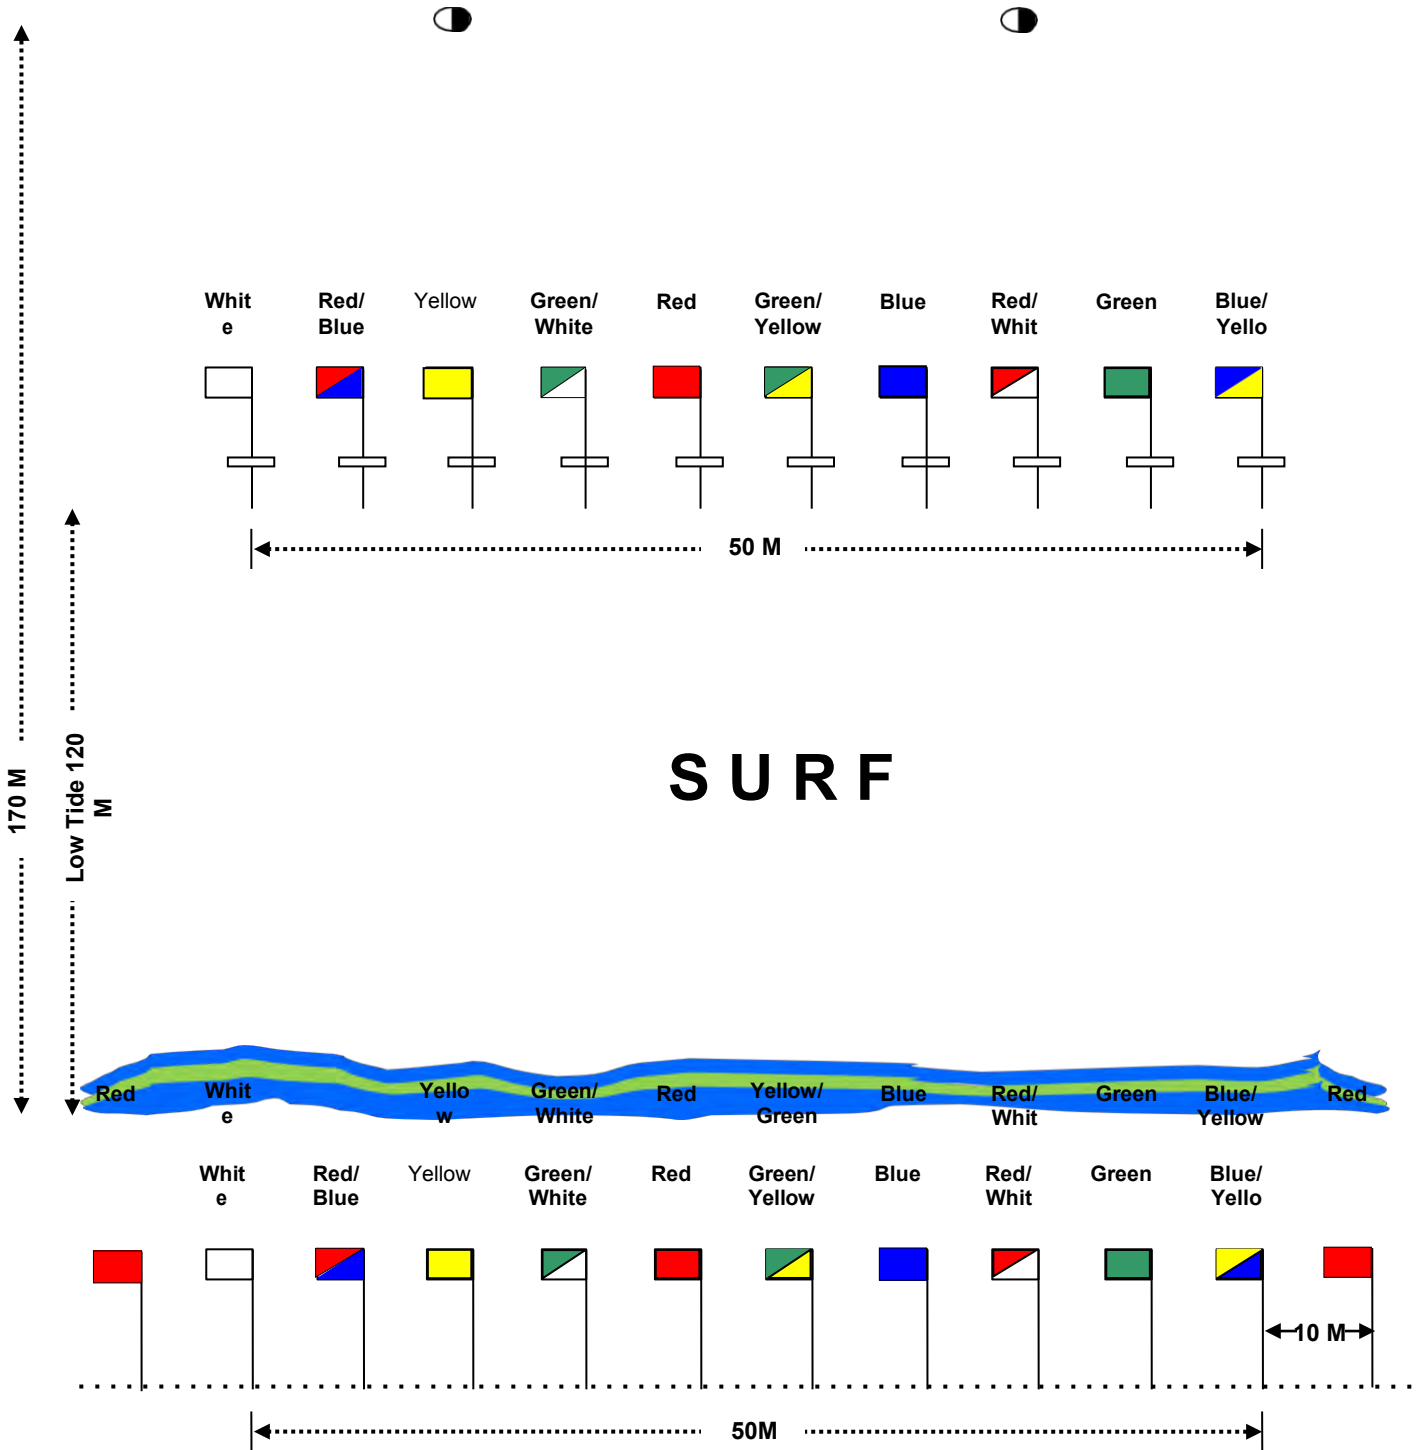 Whit Red/ Yellow Green/ Red Green/ Blue Red/ Green Blue/
e Blue White Yellow Whit Yello
50 M
170 M
Low Tide 120
M
S U R F
Red Whit Yello Green/ Red Yellow/ Blue Red/ Green Blue/ Red
e w White Green Whit Yellow
Whit Red/ Yellow Green/ Red Green/ Blue Red/ Green Blue/
e Blue White Yellow Whit Yello
10 M
50M